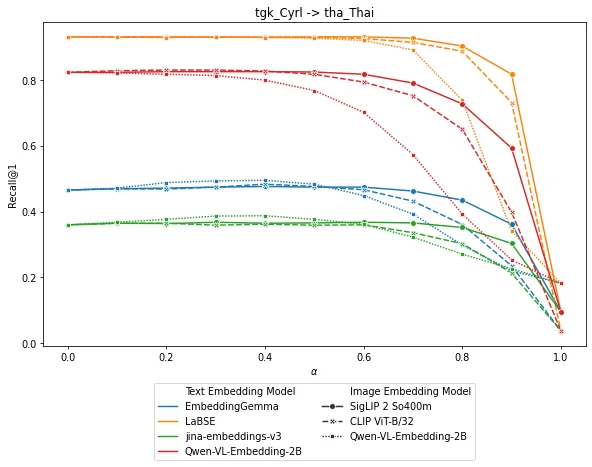 tgk_Cyrl -> tha_Thai
Recall@1
0.8
0.6
0.4
0.2
0.0
0.0 0.2 0.4 0.6 0.8 1.0
α
Text Embedding Model Image Embedding Model
EmbeddingGemma SigLIP 2 So400m
LaBSE CLIP ViT-B/32
jina-embeddings-v3 Qwen-VL-Embedding-2B
Qwen-VL-Embedding-2B